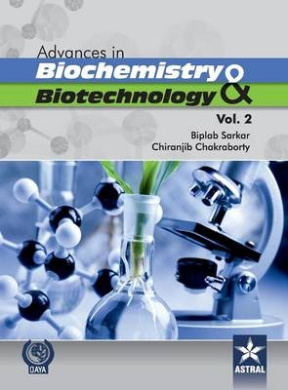 Advances in
Biochemistry &
Biotechnology
Vol. 2
Biplab Sarkar
Chiranjib Chakraborty
DAYA
ASTRAL